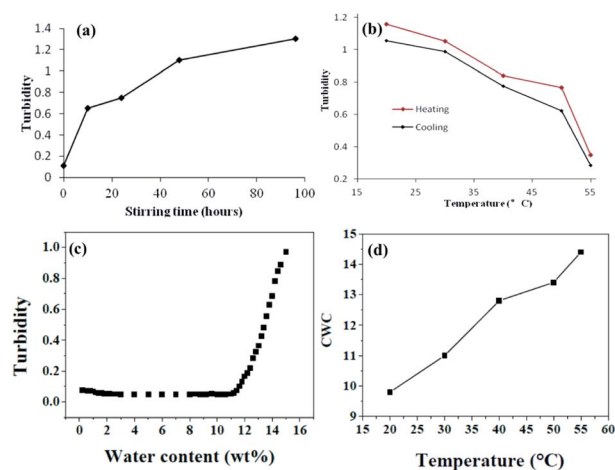 (a)
Turbidity
1.4
1.2
1
0.8
0.6
0.4
0.2
0
0 20 40 60 80 100
Stirring time (hours)
(b)
Turbidity
1.2
1
0.8
0.6
0.4
0.2
Heating
Cooling
15 25 35 45 55
Temperature (° C)
(c)
Turbidity
1.0
0.8
0.6
0.4
0.2
0.0
0 2 4 6 8 10 12 14 16
Water content (wt%)
(d)
CWC
15
14
13
12
11
10
9
15 20 25 30 35 40 45 50 55 60
Temperature (°C)